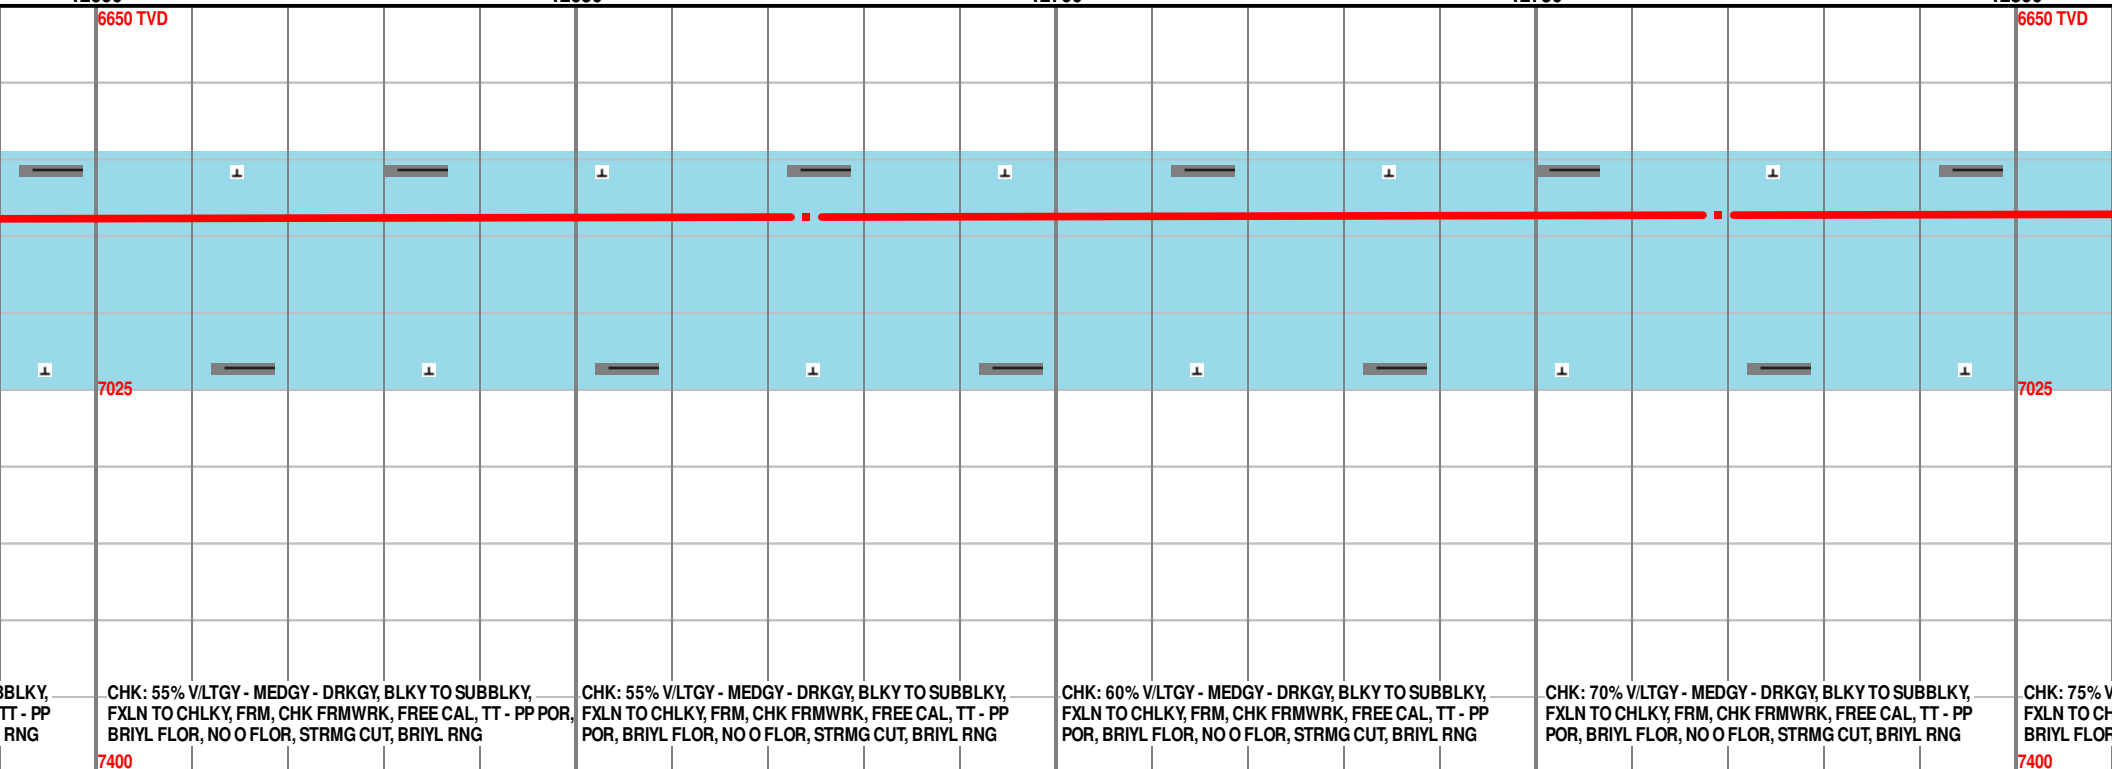 6650 TVD
6650 TVD
7025
7025
BBLKY,
TT - PP
RNG
CHK: 55% V/LTGY - MEDGY - DRKGY, BLKY TO SUBBLKY,
FXLN TO CHLKY, FRM, CHK FRMWRK, FREE CAL, TT - PP POR,
BRIYL FLOR, NO O FLOR, STRMG CUT, BRIYL RNG
CHK: 55% V/LTGY - MEDGY - DRKGY, BLKY TO SUBBLKY,
FXLN TO CHLKY, FRM, CHK FRMWRK, FREE CAL, TT - PP
POR, BRIYL FLOR, NO O FLOR, STRMG CUT, BRIYL RNG
CHK: 60% V/LTGY - MEDGY - DRKGY, BLKY TO SUBBLKY,
FXLN TO CHLKY, FRM, CHK FRMWRK, FREE CAL, TT - PP
POR, BRIYL FLOR, NO O FLOR, STRMG CUT, BRIYL RNG
CHK: 70% V/LTGY - MEDGY - DRKGY, BLKY TO SUBBLKY,
FXLN TO CHLKY, FRM, CHK FRMWRK, FREE CAL, TT - PP
POR, BRIYL FLOR, NO O FLOR, STRMG CUT, BRIYL RNG
CHK: 75% V
FXLN TO CH
BRIYL FLOR
7400
7400